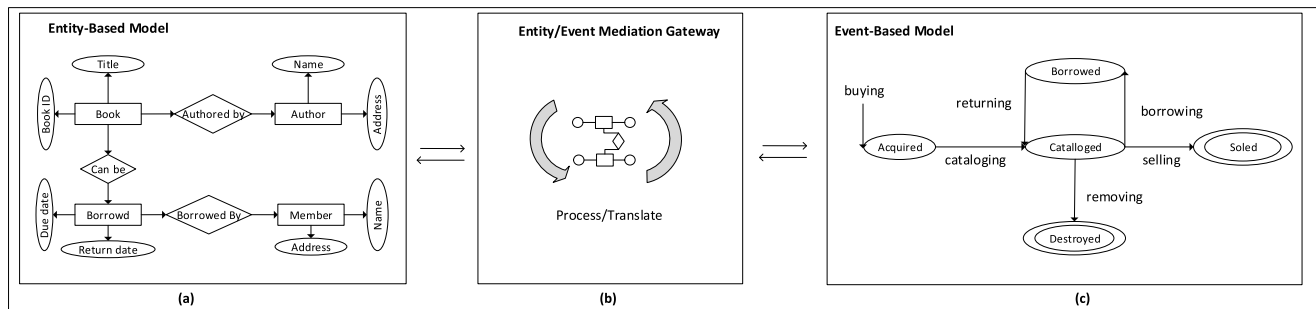 Entity-Based Model
Title
Name
Book ID
Book
Authored by
Author
Address
Can be
Due date
Borrowd
Borrowed By
Member
Name
Return date
Address
(a)
Entity/Event Mediation Gateway
Process/Translate
(b)
Event-Based Model
Borrowed
buying
returning
borrowing
Acquired
Catalloged
Soled
cataloging
selling
removing
Destroyed
(c)